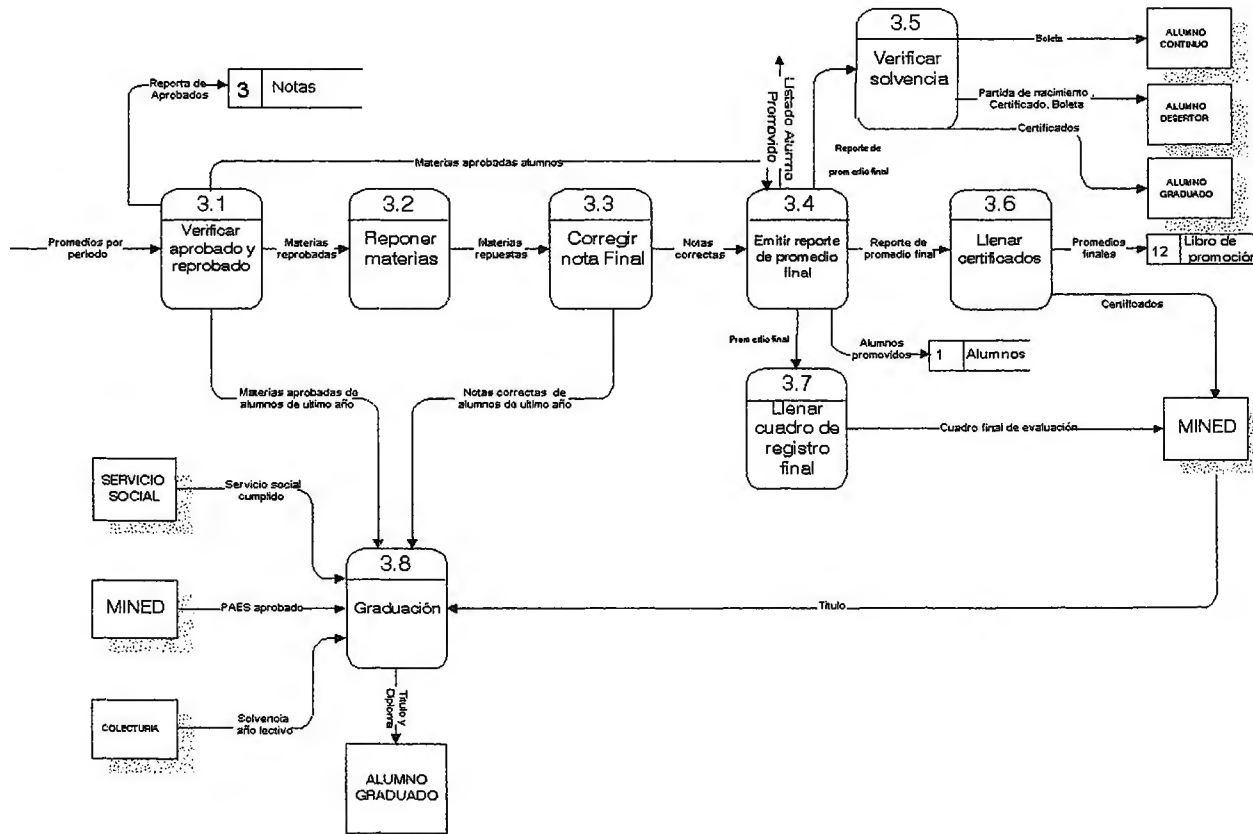 3.5
Verificar
solvencia
Boleta
ALUMNO
CONTINUO
Reporta de
Aprobados
3 Notas
Listado Alumno
Promovido
Partida de nacimiento,
Certificado, Boleta
ALUMNO
DESERTOR
Certificados
Materias aprobadas alumnos
Reporte de
promedio final
ALUMNO
GRADUADO
Promedios por
periodo
3.1
Verificar
aprobado y
reprobado
Materias
reprobadas
3.2
Reponer
materias
Materias
repuestas
3.3
Corregir
nota Final
Notas
correctas
3.4
Emitir reporte
de promedio
final
Reporte de
promedio final
3.6
Llenar
certificados
Promedios
finales
12 Libro de
promoción
Certificados
Promedio final
Alumnos
promovidos
1 Alumnos
3.7
Llenar
cuadro de
registro
final
Cuadro final de evaluación
MINED
Materias aprobadas de
alumnos de ultimo año
Notas correctas de
alumnos de ultimo año
SERVICIO
SOCIAL
Servicio social
cumplido
3.8
Graduación
MINED
PAES aprobado
Titulo
COLECTURIA
Solvencia
año lectivo
Titulo y
Diploma
ALUMNO
GRADUADO